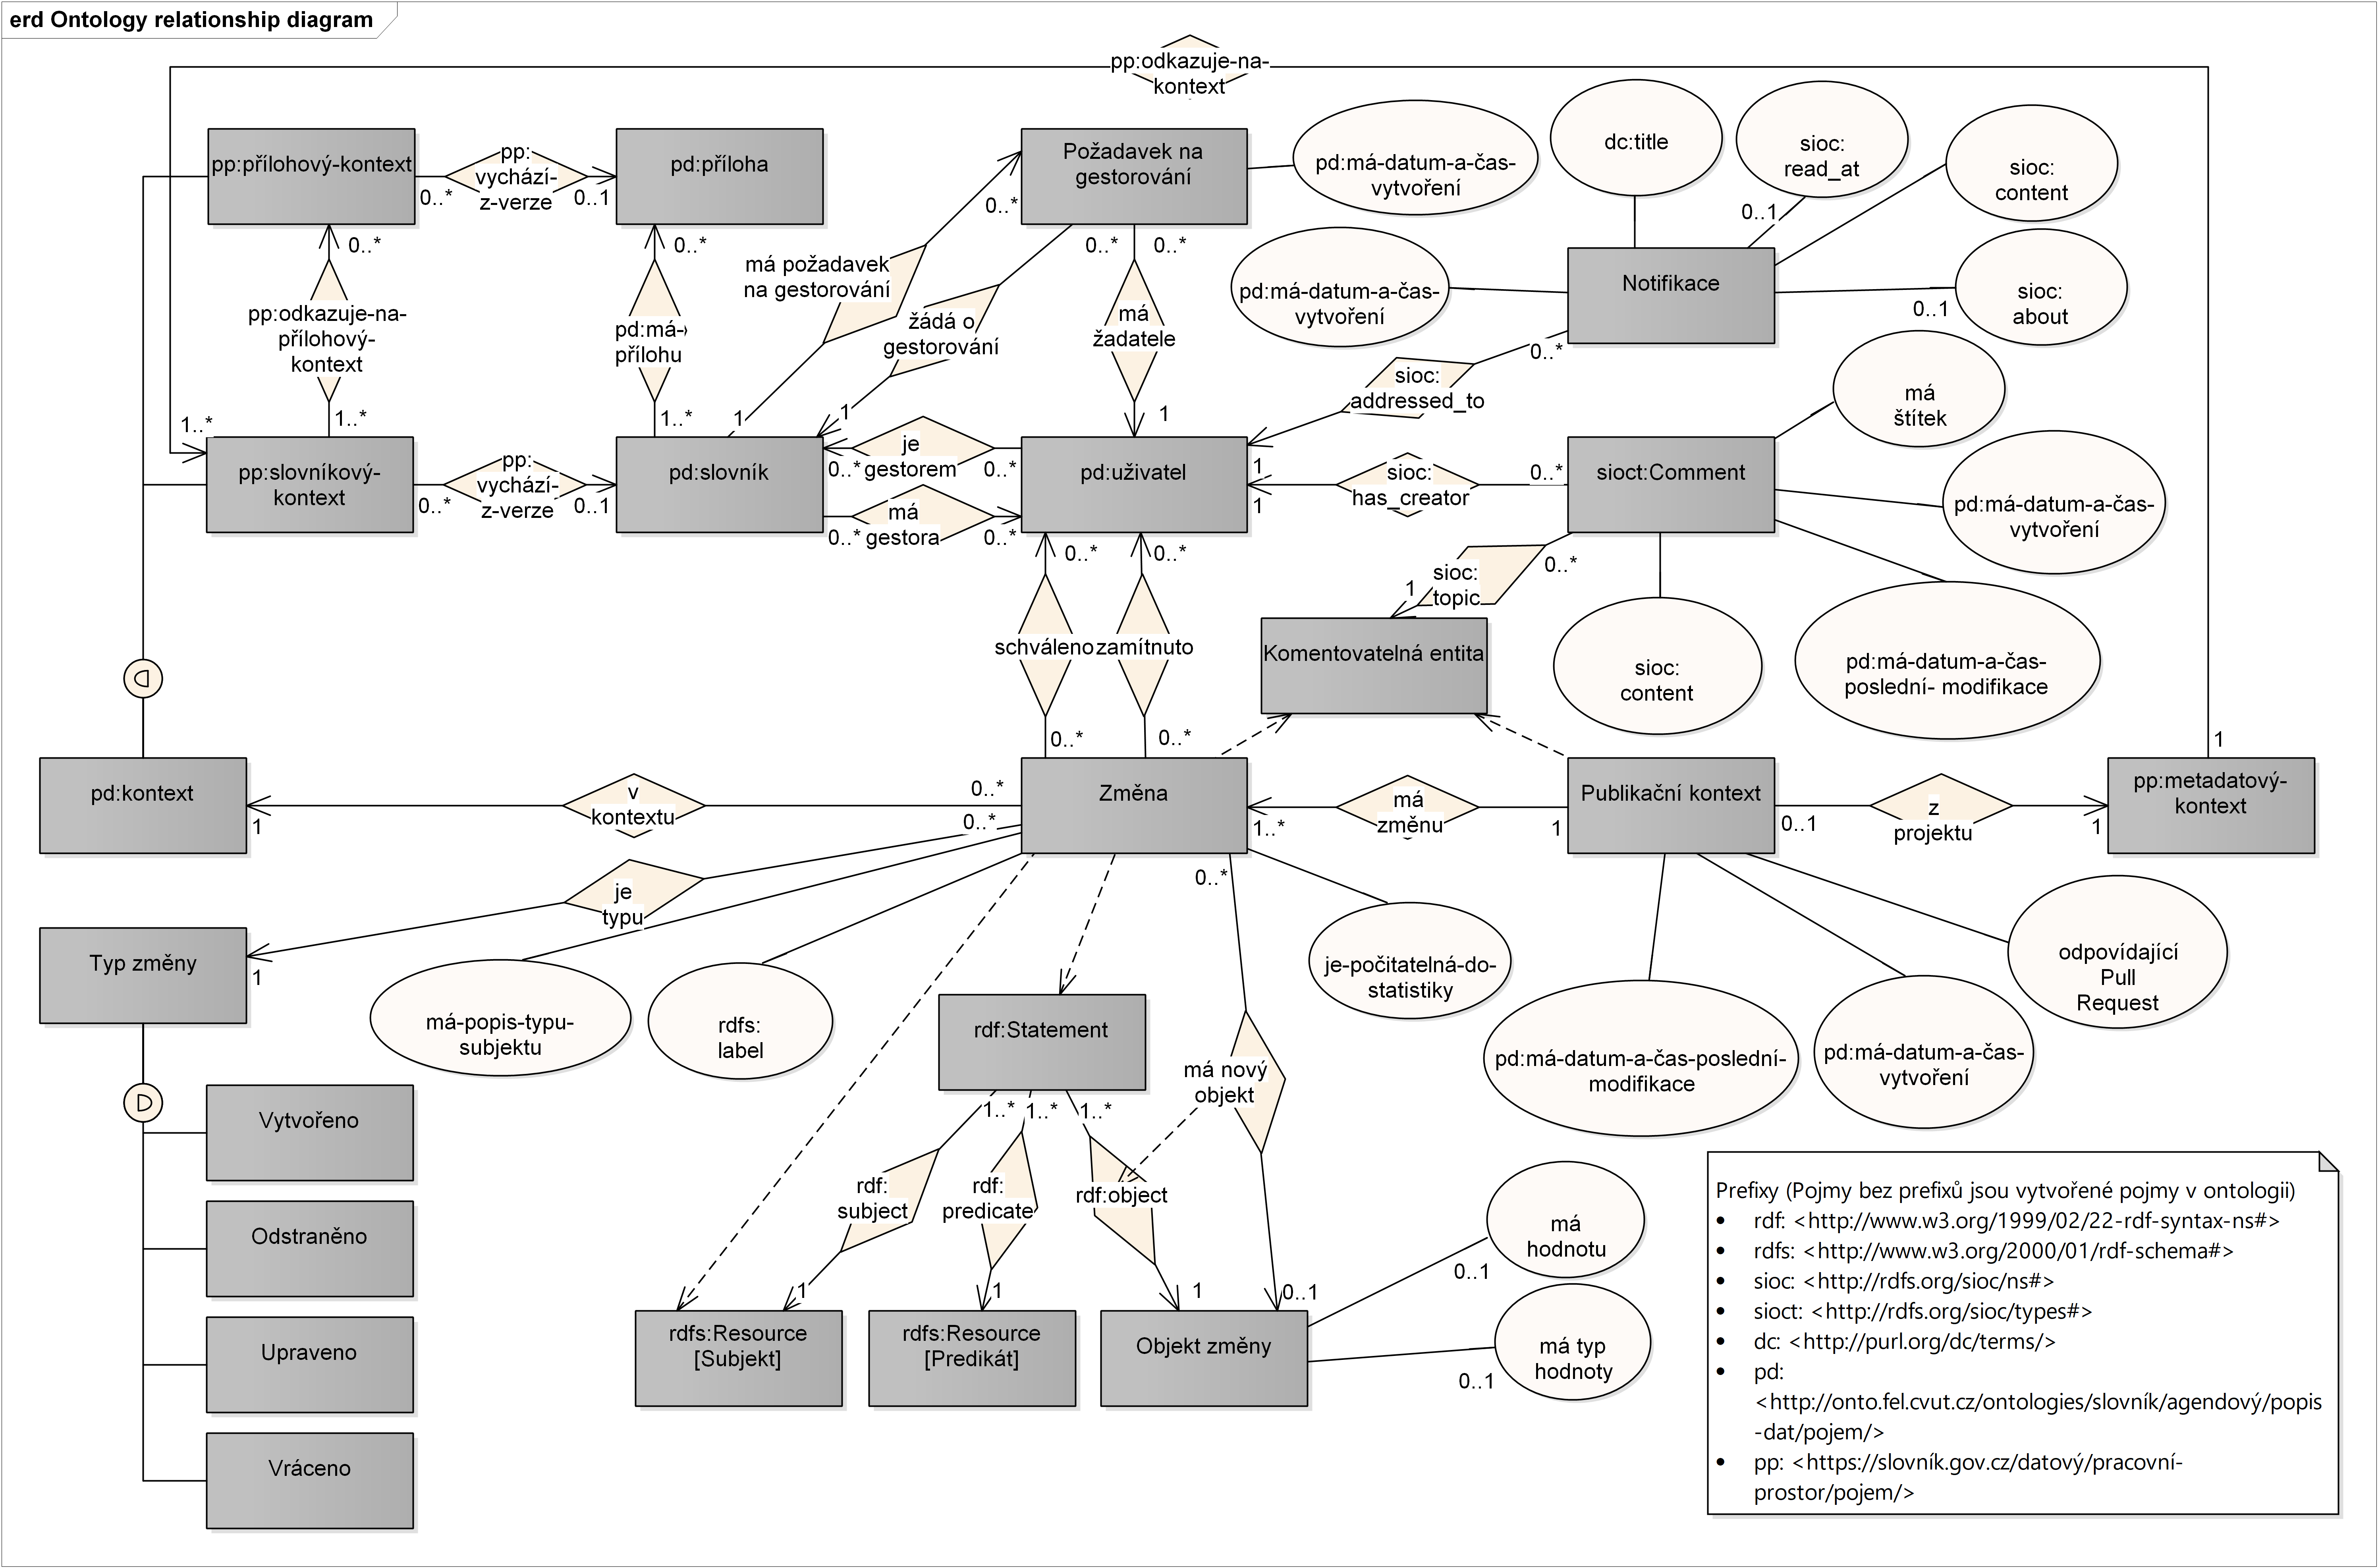 erd Ontology relationship diagram
pp:odkazuje-na-
kontext
pp:přílohový-kontext
pp:
vychází-
z-verze
0..*
0..1
pd:příloha
Požadavek na
gestorování
0..*
pd:má-datum-a-čas-
vytvoření
dc:title
sioc:
read_at
0..1
sioc:
content
Notifikace
pd:má-datum-a-čas-
vytvoření
sioc:
about
0..1
0..*
pp:odkazuje-na-
přílohový-
kontext
1..*
0..*
pd:má-
přílohu
1..*
má požadavek
na gestorování
1
žádá o
gestorování
0..*
1
0..*
má
žadatele
1
sioc:
addressed_to
0..*
1
má
štítek
1..*
pp:slovníkový-
kontext
pp:
vychází-
z-verze
0..*
0..1
pd:slovník
je
gestorem
0..*
0..*
má
gestora
0..*
0..*
pd:uživatel
sioc:
has_creator
0..*
1
sioct:Comment
pd:má-datum-a-čas-
vytvoření
0..*
0..*
sioc:
topic
0..*
1
schváleno
zamítnuto
Komentovatelná entita
sioc:
content
pd:má-datum-a-čas-
poslední- modifikace
0..*
0..*
1
pd:kontext
1
v
kontextu
0..*
Změna
má
změnu
1..*
1
Publikační kontext
z
projektu
0..1
1
pp:metadatový-
kontext
0..*
je
typu
1
Typ změny
má-popis-typu-
subjektu
rdfs:
label
0..*
je-počitatelná-do-
statistiky
odpovídající
Pull
Request
rdf:Statement
má nový
objekt
pd:má-datum-a-čas-poslední-
modifikace
pd:má-datum-a-čas-
vytvoření
Vytvořeno
Odstraněno
Upraveno
Vráceno
1..*
1..*
1..*
rdf:
subject
rdf:
predicate
rdf:object
1
1
1
0..1
rdfs:Resource
[Subjekt]
rdfs:Resource
[Predikát]
Objekt změny
má
hodnotu
0..1
má typ
hodnoty
0..1
Prefixy (Pojmy bez prefixů jsou vytvořené pojmy v ontologii)
• rdf: <http://www.w3.org/1999/02/22-rdf-syntax-ns#>
• rdfs: <http://www.w3.org/2000/01/rdf-schema#>
• sioc: <http://rdfs.org/sioc/ns#>
• sioct: <http://rdfs.org/sioc/types#>
• dc: <http://purl.org/dc/terms/>
• pd:
<http://onto.fel.cvut.cz/ontologies/slovník/agendový/popis
-dat/pojem/>
• pp: <https://slovník.gov.cz/datový/pracovní-
prostor/pojem/>